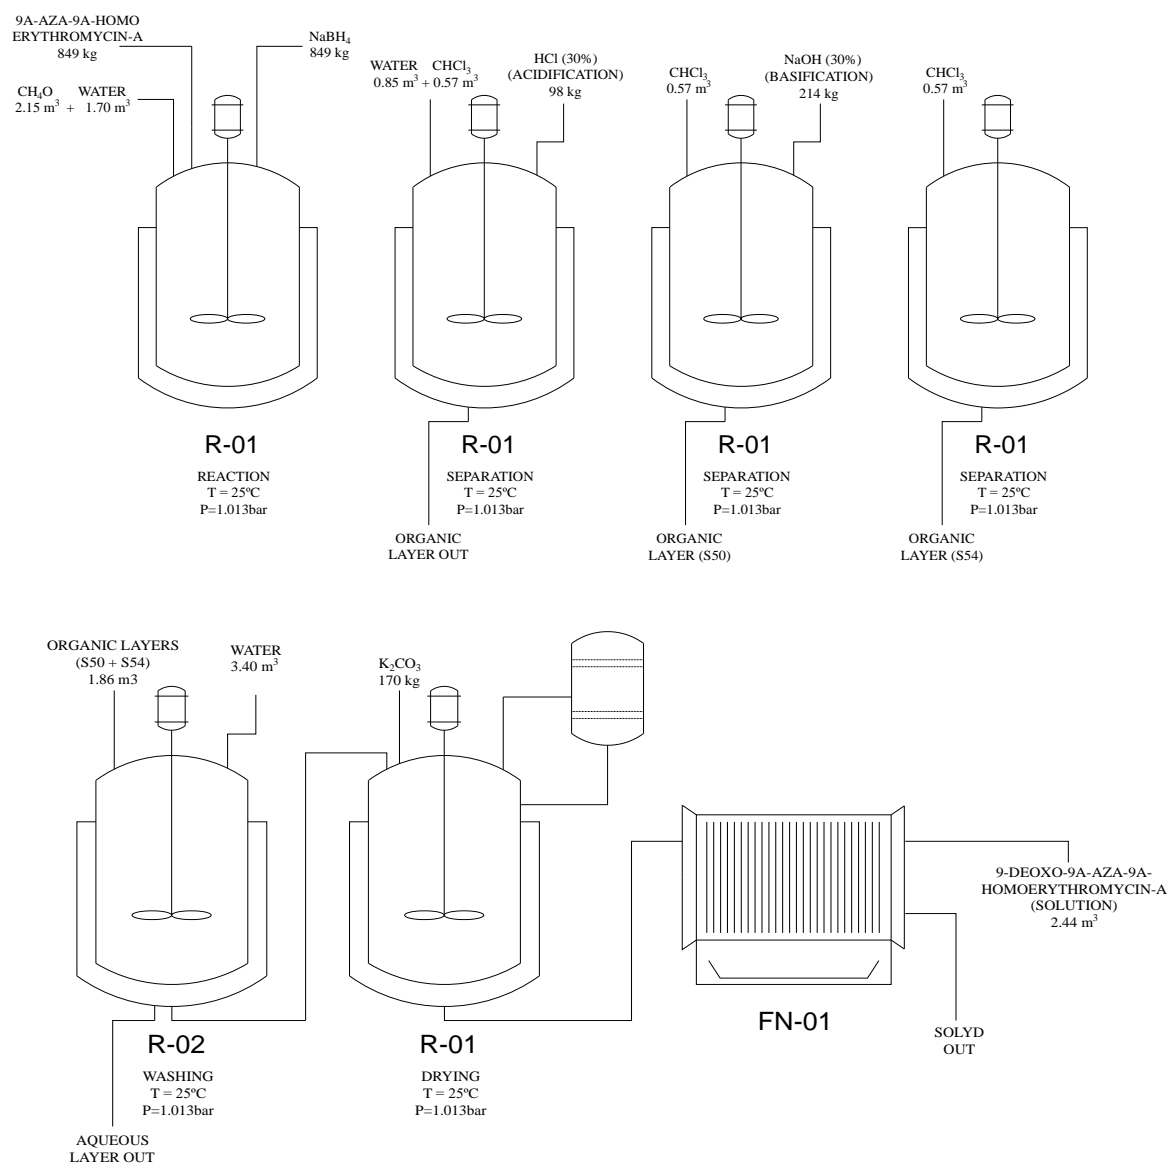 9A-AZA-9A-HOMO
ERYTHROMYCIN-A
849 kg
NaBH₄
849 kg
CH₄O WATER
2.15 m³ + 1.70 m³
WATER CHCl₃
0.85 m³ + 0.57 m³
HCl (30%)
(ACIDIFICATION)
98 kg
CHCl₃
0.57 m³
NaOH (30%)
(BASIFICATION)
214 kg
CHCl₃
0.57 m³
R-01
REACTION
T = 25ºC
P=1.013bar
R-01
SEPARATION
T = 25ºC
P=1.013bar
R-01
SEPARATION
T = 25ºC
P=1.013bar
R-01
SEPARATION
T = 25ºC
P=1.013bar
ORGANIC
LAYER OUT
ORGANIC
LAYER (S50)
ORGANIC
LAYER (S54)
ORGANIC LAYERS
(S50 + S54)
1.86 m3
WATER
3.40 m³
K₂CO₃
170 kg
9-DEOXO-9A-AZA-9A-
HOMOERYTHROMYCIN-A
(SOLUTION)
2.44 m³
R-02
WASHING
T = 25ºC
P=1.013bar
R-01
DRYING
T = 25ºC
P=1.013bar
FN-01
SOLYD
OUT
AQUEOUS
LAYER OUT